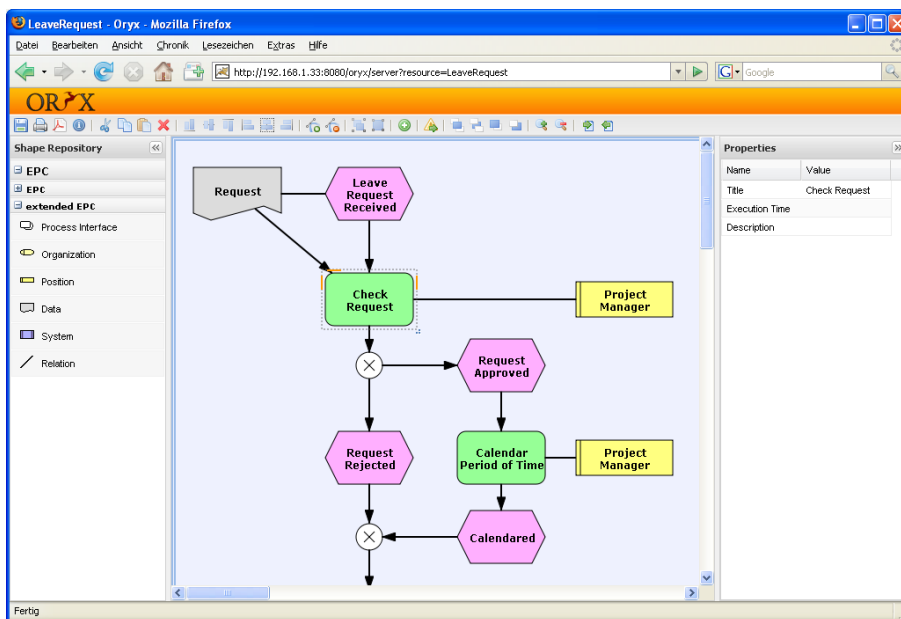 LeaveRequest - Oryx - Mozilla Firefox
Datei Bearbeiten Ansicht Chronik Lesezeichen Extras Hilfe
http://192.168.1.33:8080/oryx/server?resource=LeaveRequest
G Google
ORYX
Shape Repository
EPC
EPC
extended EPC
Process Interface
Organization
Position
Data
System
Relation
Request
Leave
Request
Received
Check
Request
Project
Manager
Request
Approved
Request
Rejected
Calendar
Period of Time
Project
Manager
Calendared
Properties
Name Value
Title Check Request
Execution Time
Description
Fertig